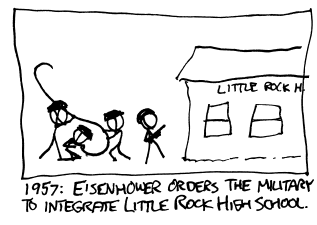 LITTLE ROCK H.
1957: EISENHOWER ORDERS THE MILITARY
TO INTEGRATE LITTLE ROCK HIGH SCHOOL.